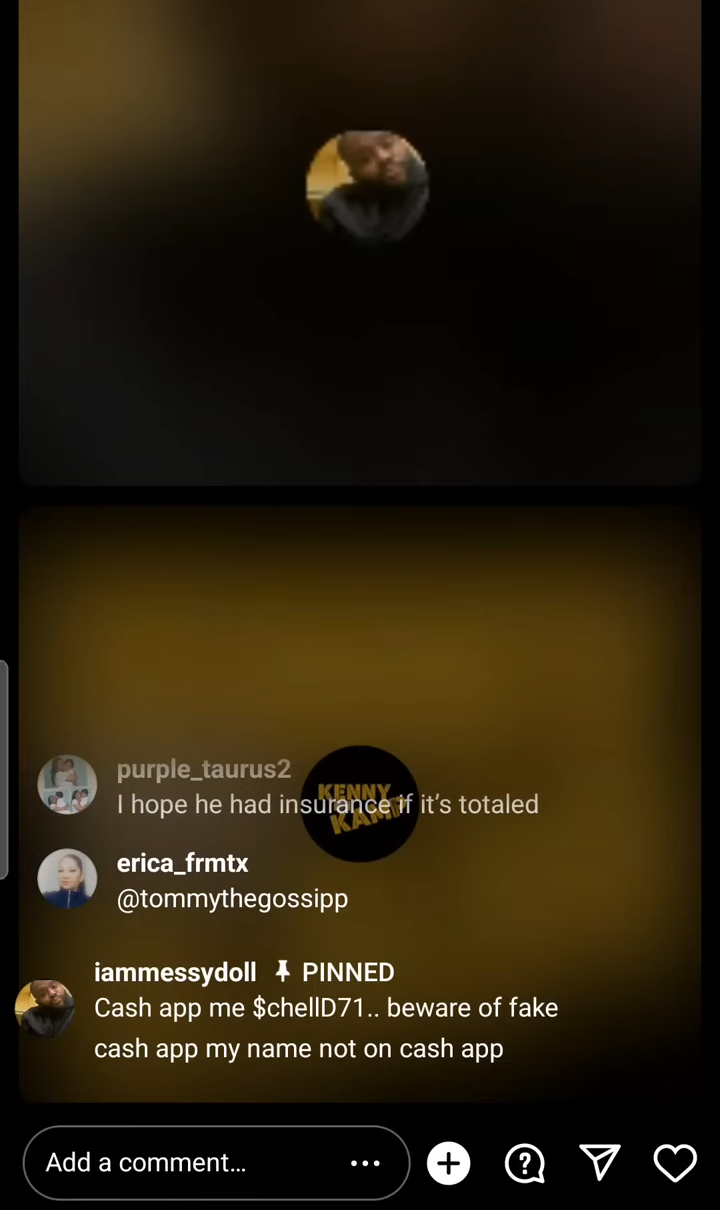 purple_taurus2
KENNY
I hope he had insurance if it’s totaled
KAMP
erica_frmtx
@tommythegossipp
iammessydoll PINNED
Cash app me $chellD71.. beware of fake
cash app my name not on cash app
Add a comment…